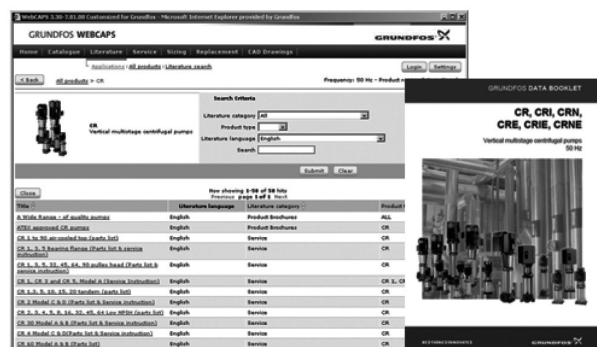 WebCAPS 3.30-7.81.00 Customized for Grundfos - Microsoft Internet Explorer provided by Grundfos
GRUNDFOS WEBCAPS
GRUNDFOS
Home Catalogue Literature Service Sizing Replacement CAD Drawings
Applications · All products · Literature search
Login Settings
< Back All products > CR
Frequency: 50 Hz - Product
CR
Vertical multistage centrifugal pumps
Search Criteria
Literature category All
Product type
Literature language English
Search
Submit Clear
Close
Now showing 1-58 of 58 hits
Previous page 1 of 1 Next
Title Literature language Literature category Product
A Wide Range - of quality pumps English Product Brochures ALL
ATEX approved CR pumps English Product Brochures CR
CR 1 to 90 air-cooled top (parts list) English Service CR
CR 1, 3, 5 Bearing flange (Parts list & service instruction) English Service CR
CR 1, 3, 5, 32, 45, 64, 90 pullex head (Parts list & service instruction) English Service CR
CR 1, CR 3 and CR 5, Model A (Service Instruction) English Service CR 1, CR
CR 1,3, 5, 10, 15, 20 tandem (parts list) English Service CR
CR 2 Model C & D (Parts list & Service instruction) English Service CR
CR 2, 3, 4, 5, 8, 16, 32, 45, 64 Low NPSH (parts list) English Service CR
CR 30 Model A & B (Parts list & Service instruction) English Service CR
CR 4 Model C & D(Parts list & Service instruction) English Service CR
CR 60 Model A & B (Parts list) English Service CR
GRUNDFOS DATA BOOKLET
CR, CRI, CRN,
CRE, CRIE, CRNE
Vertical multistage centrifugal pumps
50 Hz
BE > THINK > INNOVATE >
GRUNDFOS